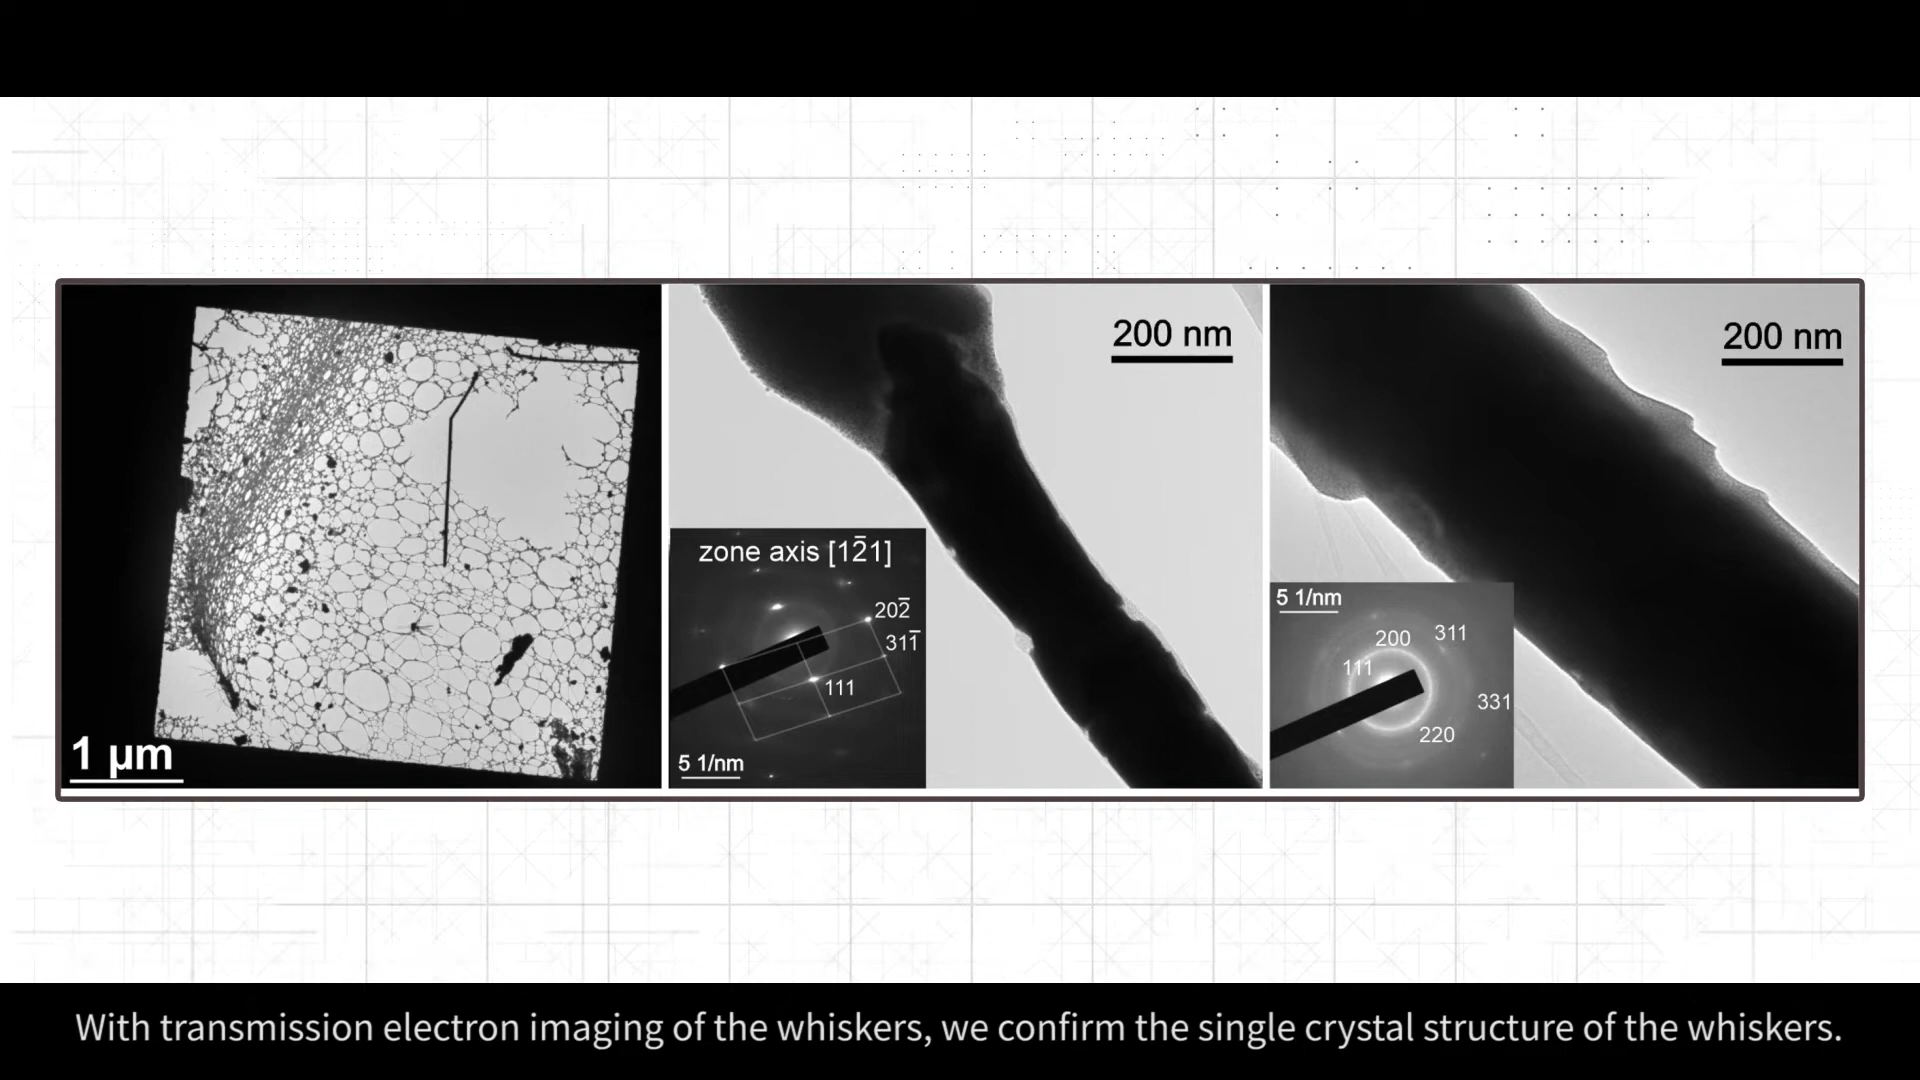 1 μm
200 nm
zone axis [12̅1]
202̅
311̅
111
5 1/nm
200 nm
5 1/nm
200
311
111
331
220
With transmission electron imaging of the whiskers, we confirm the single crystal structure of the whiskers.